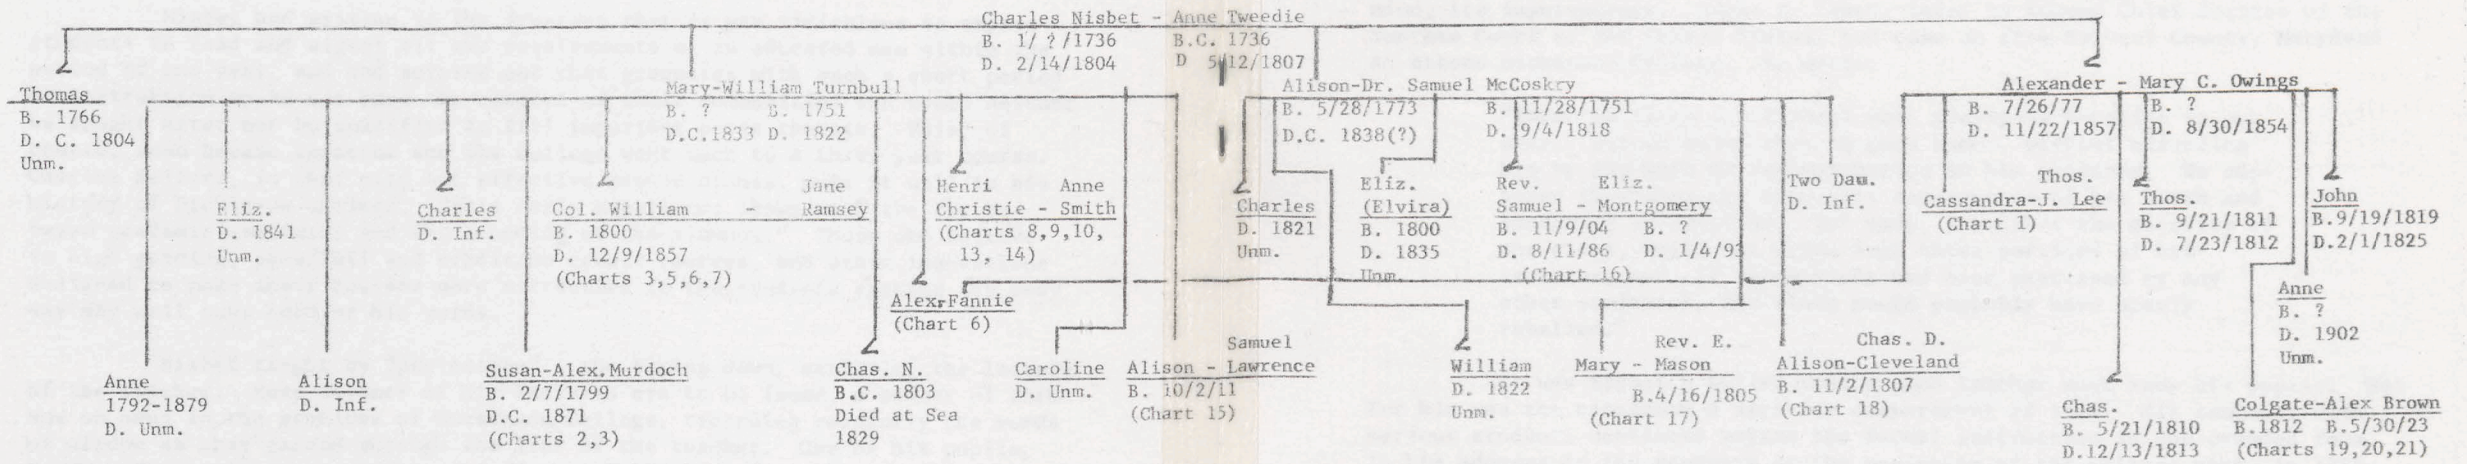 Charles Nisbet - Anne Tweedie
B. 1/ ? /1736 B.C. 1736
D. 2/14/1804 D 5/12/1807
Thomas
B. 1766
D. C. 1804
Unm.
Mary-William Turnbull
B. ? B. 1751
D.C.1833 D. 1822
Alison-Dr. Samuel McCoskry
B. 5/28/1773 B. 11/28/1751
D.C. 1838(?) D. 9/4/1818
Alexander - Mary C. Owings
B. 7/26/77 B. ?
D. 11/22/1857 D. 8/30/1854
Eliz.
D. 1841
Unm.
Charles
D. Inf.
Jane
Col. William - Ramsey
B. 1800
D. 12/9/1857
(Charts 3,5,6,7)
Henri Anne
Christie - Smith
(Charts 8,9,10,
13, 14)
Alex-Fannie
(Chart 6)
Charles
D. 1821
Unm.
Eliz.
(Elvira)
B. 1800
D. 1835
Unm.
Rev. Eliz.
Samuel - Montgomery
B. 11/9/04 B. ?
D. 8/11/86 D. 1/4/93
(Chart 16)
Two Dau.
D. Inf.
Thos.
Cassandra-J. Lee
(Chart 1)
Thos.
B. 9/21/1811
D. 7/23/1812
John
B.9/19/1819
D.2/1/1825
Anne
B. ?
D. 1902
Unm.
Anne
1792-1879
D. Unm.
Alison
D. Inf.
Susan-Alex.Murdoch
B. 2/7/1799
D.C. 1871
(Charts 2,3)
Chas. N.
B.C. 1803
Died at Sea
1829
Caroline
D. Unm.
Samuel
Alison - Lawrence
B. 10/2/11
(Chart 15)
William
D. 1822
Unm.
Rev. E.
Mary - Mason
B.4/16/1805
(Chart 17)
Chas. D.
Alison-Cleveland
B. 11/2/1807
(Chart 18)
Chas.
B. 5/21/1810
D.12/13/1813
Colgate-Alex Brown
B.1812 B.5/30/23
(Charts 19,20,21)